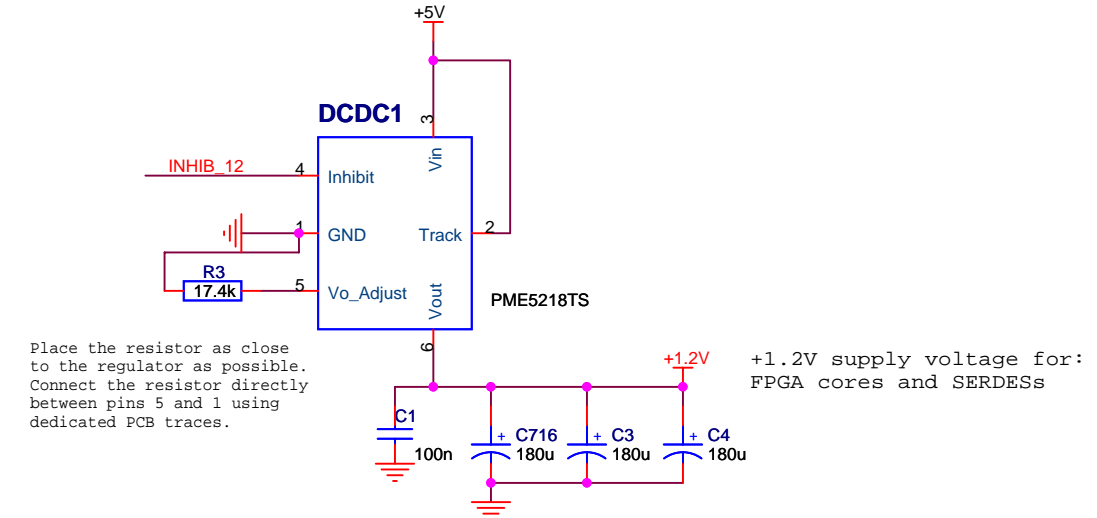 +5V
DCDC1
3
Vin
INHIB_12
4
Inhibit
1
GND
Track
2
R3
17.4k
5
Vo_Adjust
Vout
PME5218TS
6
Place the resistor as close
to the regulator as possible.
Connect the resistor directly
between pins 5 and 1 using
dedicated PCB traces.
+1.2V
+1.2V supply voltage for:
FPGA cores and SERDESs
C1
100n
+
C716
180u
+
C3
180u
+
C4
180u